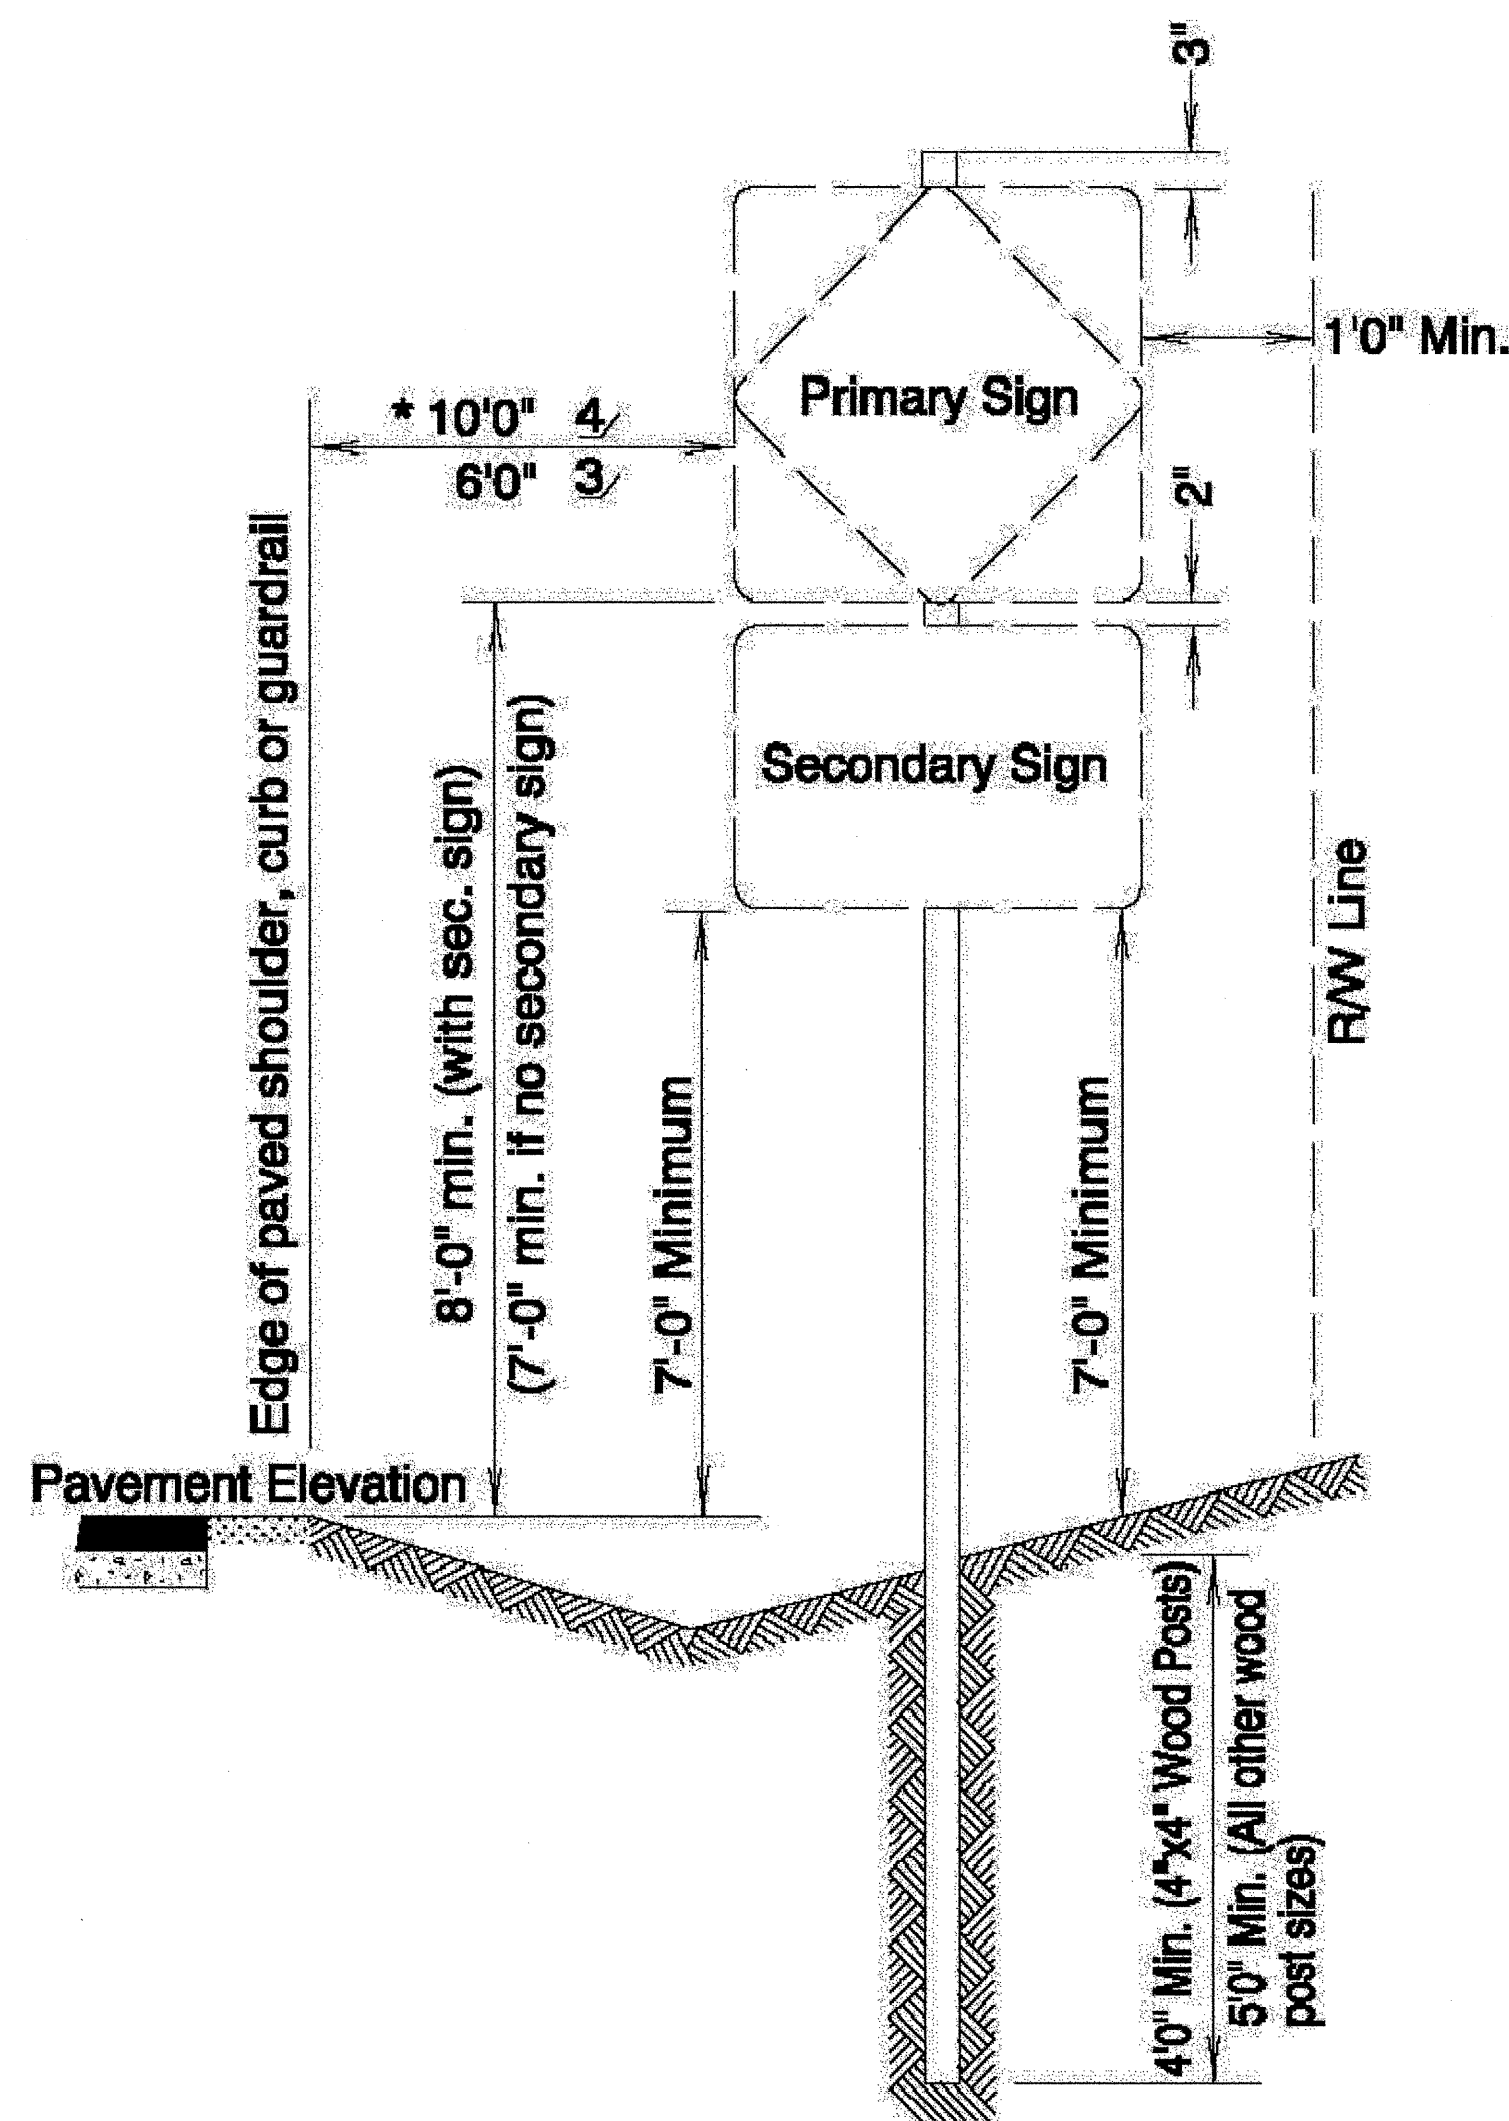 3"
1'0" Min.
Primary Sign
* 10'0" 4/
6'0" 3/
2"
Edge of paved shoulder, curb or guardrail
8'-0" min. (with sec. sign)
(7'-0" min. if no secondary sign)
Secondary Sign
R/W Line
7'-0" Minimum
7'-0" Minimum
Pavement Elevation
4'0" Min. (4"x4" Wood Posts)
5'0" Min. (All other wood
post sizes)